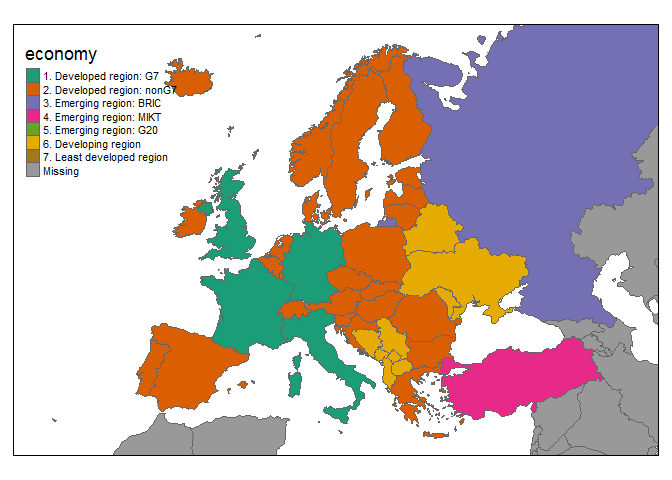 economy
1. Developed region: G7
2. Developed region: nonG7
3. Emerging region: BRIC
4. Emerging region: MIKT
5. Emerging region: G20
6. Developing region
7. Least developed region
Missing